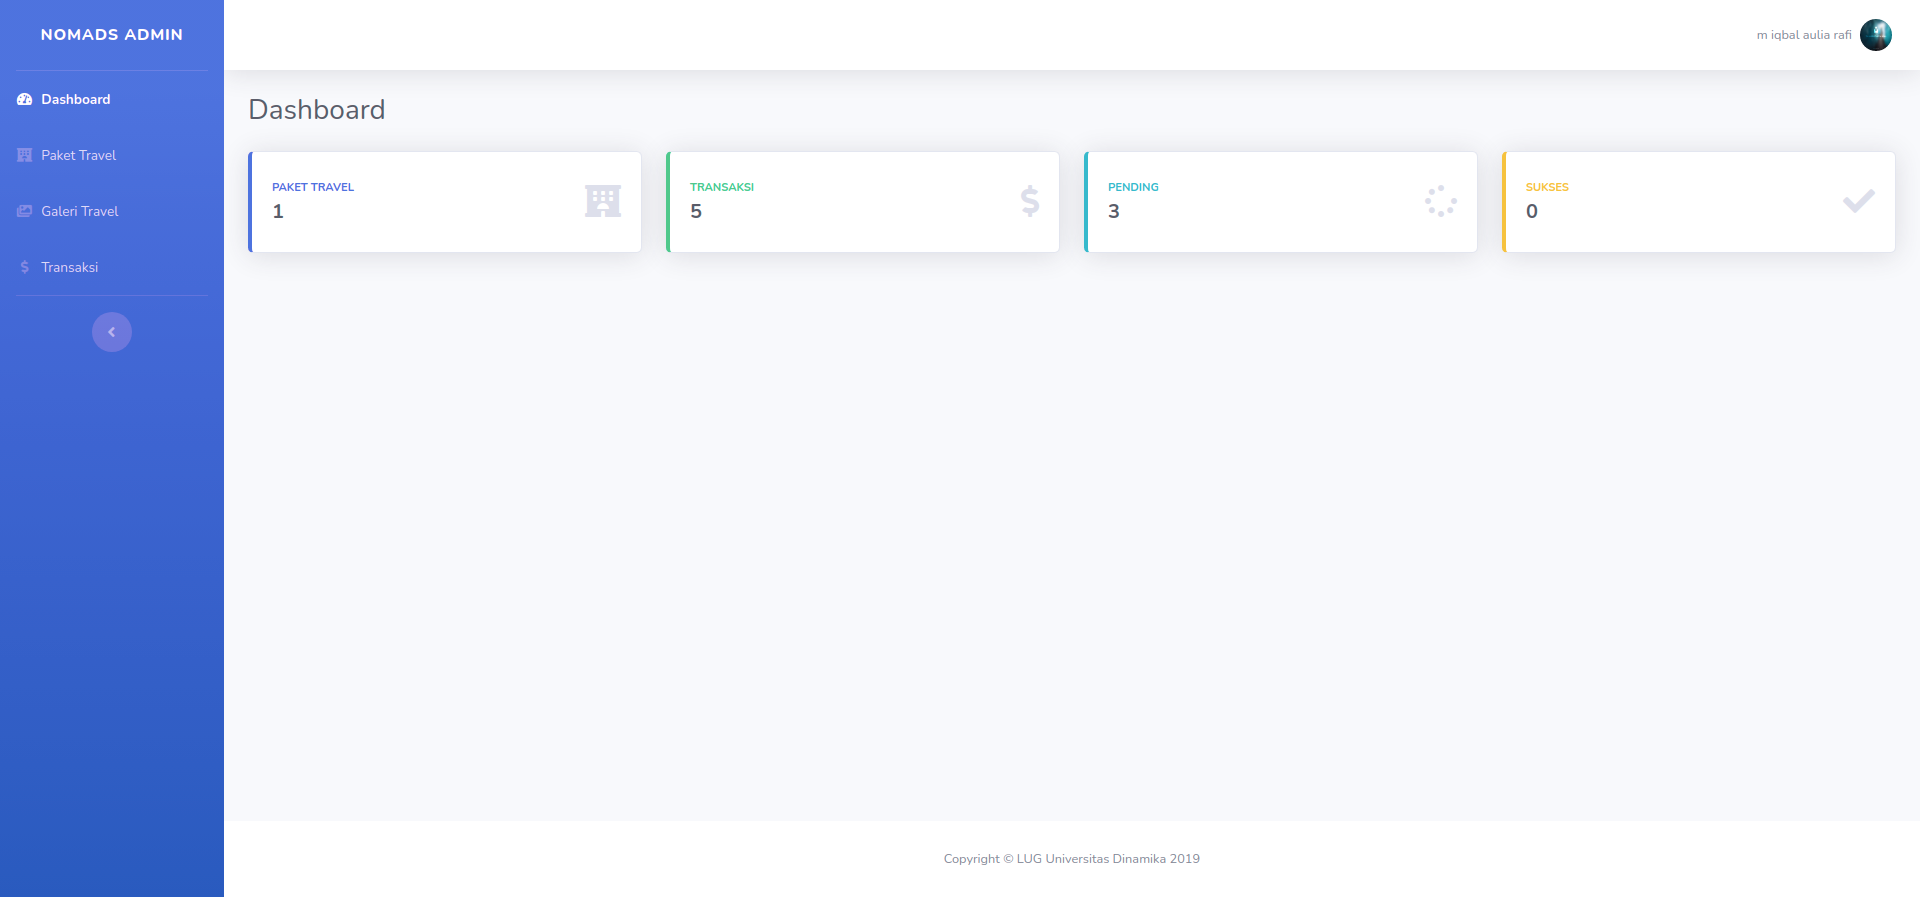 NOMADS ADMIN
Dashboard
Paket Travel
Galeri Travel
Transaksi
m iqbal aulia rafi
Dashboard
PAKET TRAVEL
1
TRANSAKSI
5
PENDING
3
SUKSES
0
Copyright © LUG Universitas Dinamika 2019